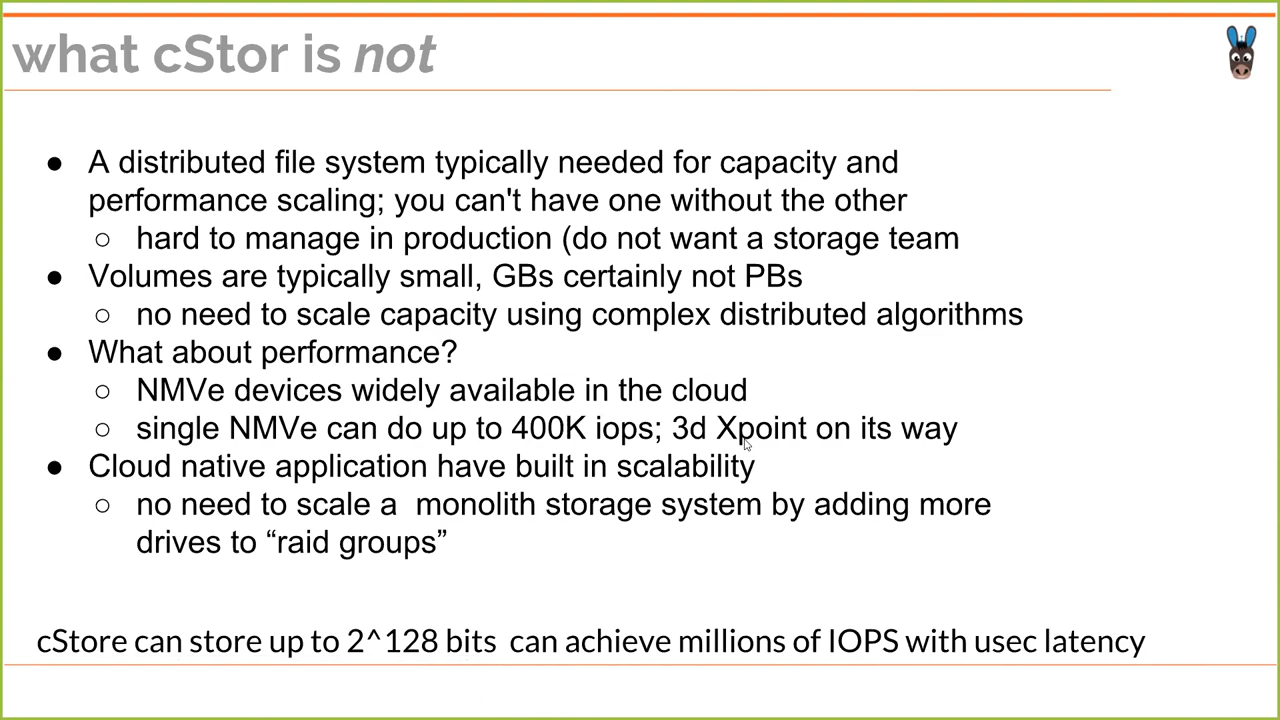 what cStor is not
● A distributed file system typically needed for capacity and
performance scaling; you can't have one without the other
○ hard to manage in production (do not want a storage team
● Volumes are typically small, GBs certainly not PBs
○ no need to scale capacity using complex distributed algorithms
● What about performance?
○ NMVe devices widely available in the cloud
○ single NMVe can do up to 400K iops; 3d Xpoint on its way
● Cloud native application have built in scalability
○ no need to scale a  monolith storage system by adding more
drives to “raid groups”
cStore can store up to 2^128 bits  can achieve millions of IOPS with usec latency